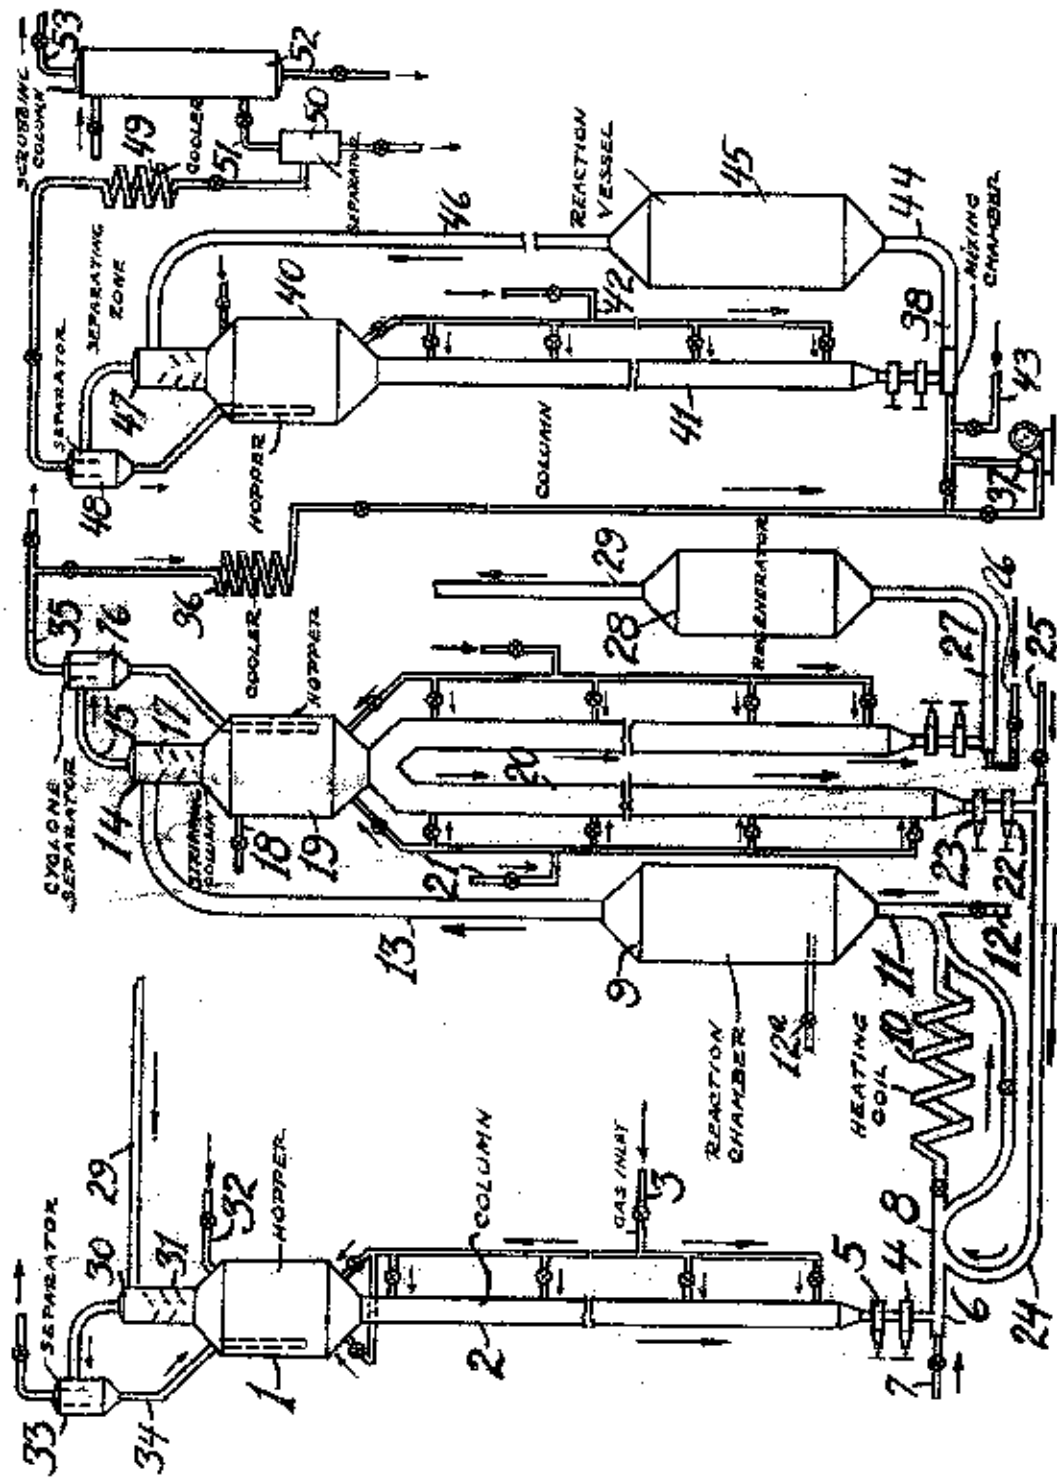 33
SEPARATOR
34
30
29
31
32
HOPPER
1
COLUMN
2
GAS INLET
3
5
4
6
7
8
24
HEATING
COIL
10
11
12
12a
REACTION
CHAMBER
9
13
CYCLONE
SEPARATOR
14
15
17
STRIPPING
COLUMN
18
19
21
20
23
22
35
16
36
COOLER
HOPPER
28
29
REGENERATOR
27
26
25
SEPARATOR
48
47
SEPARATING
ZONE
HOPPER
40
COLUMN
41
42
37
43
38
MIXING
CHAMBER
44
REACTION
VESSEL
45
46
SCRUBBING
COLUMN
53
49
COOLER
51
SEPARATOR
50
52